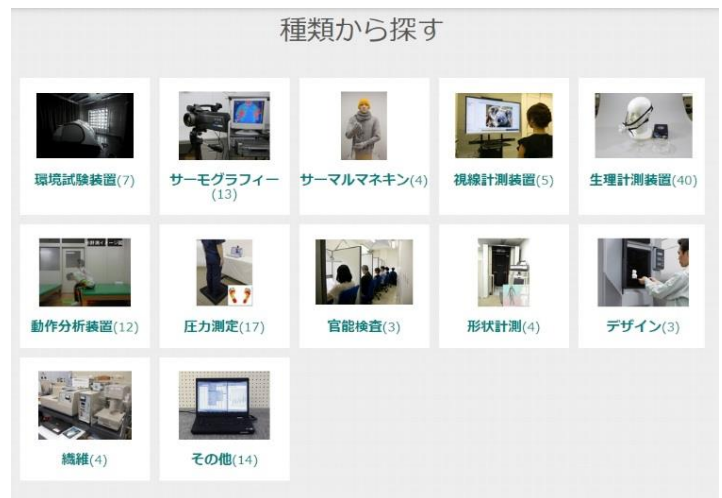 種類から探す
環境試験装置(7)
サーモグラフィー
(13)
サーマルマネキン(4)
視線計測装置(5)
生理計測装置(40)
動作分析装置(12)
圧力測定(17)
官能検査(3)
形状計測(4)
デザイン(3)
繊維(4)
その他(14)